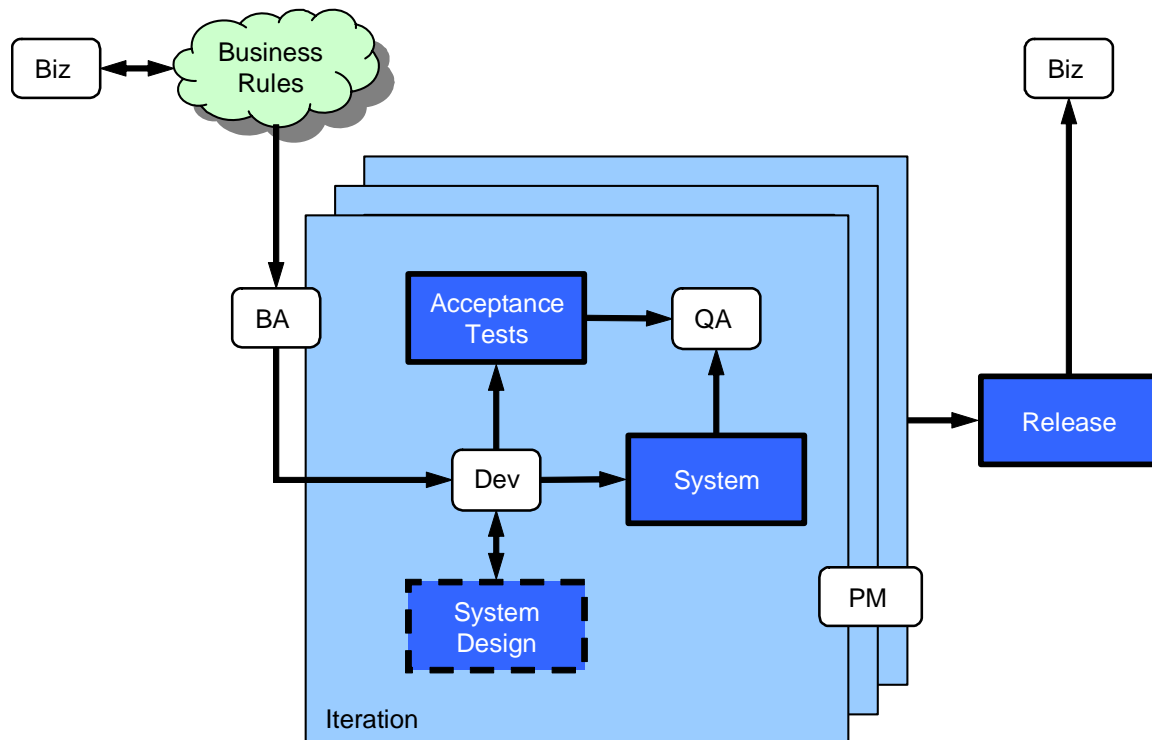 Biz
Business
Rules
Biz
BA
Acceptance
Tests
QA
Release
Dev
System
System
Design
PM
Iteration